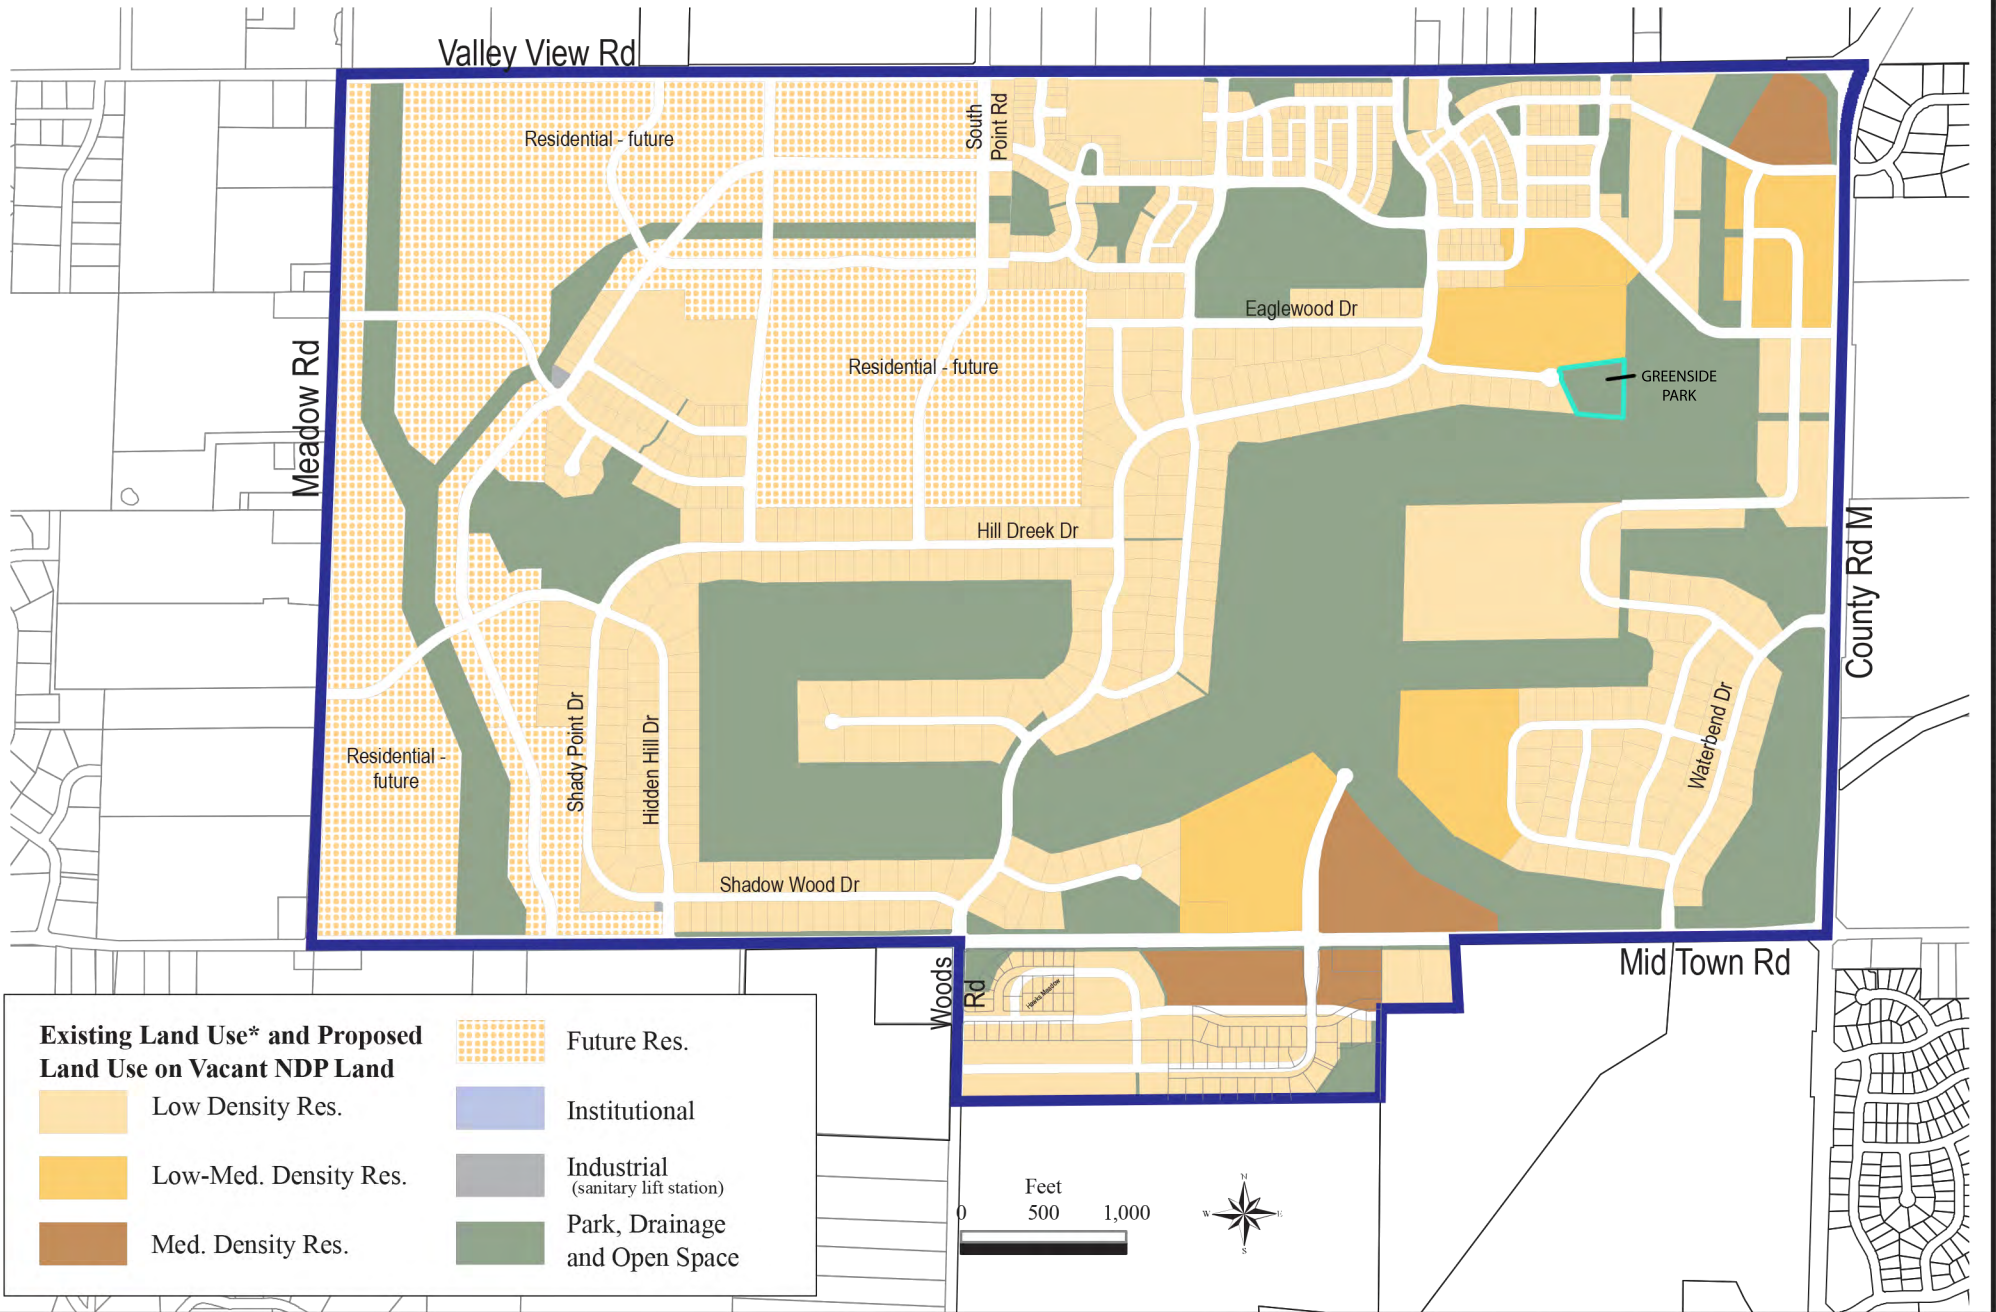 Valley View Rd
South
Point Rd
Residential - future
Eaglewood Dr
Meadow Rd
Residential - future
GREENSIDE
PARK
Hill Dreek Dr
County Rd M
Shady Point Dr
Hidden Hill Dr
Waterbend Dr
Residential -
future
Shadow Wood Dr
Mid Town Rd
Woods
Rd
Hawks Meadow
Existing Land Use* and Proposed
Land Use on Vacant NDP Land
Low Density Res.
Low-Med. Density Res.
Med. Density Res.
Future Res.
Institutional
Industrial
(sanitary lift station)
Park, Drainage
and Open Space
Feet
0 500 1,000
N
W E
S